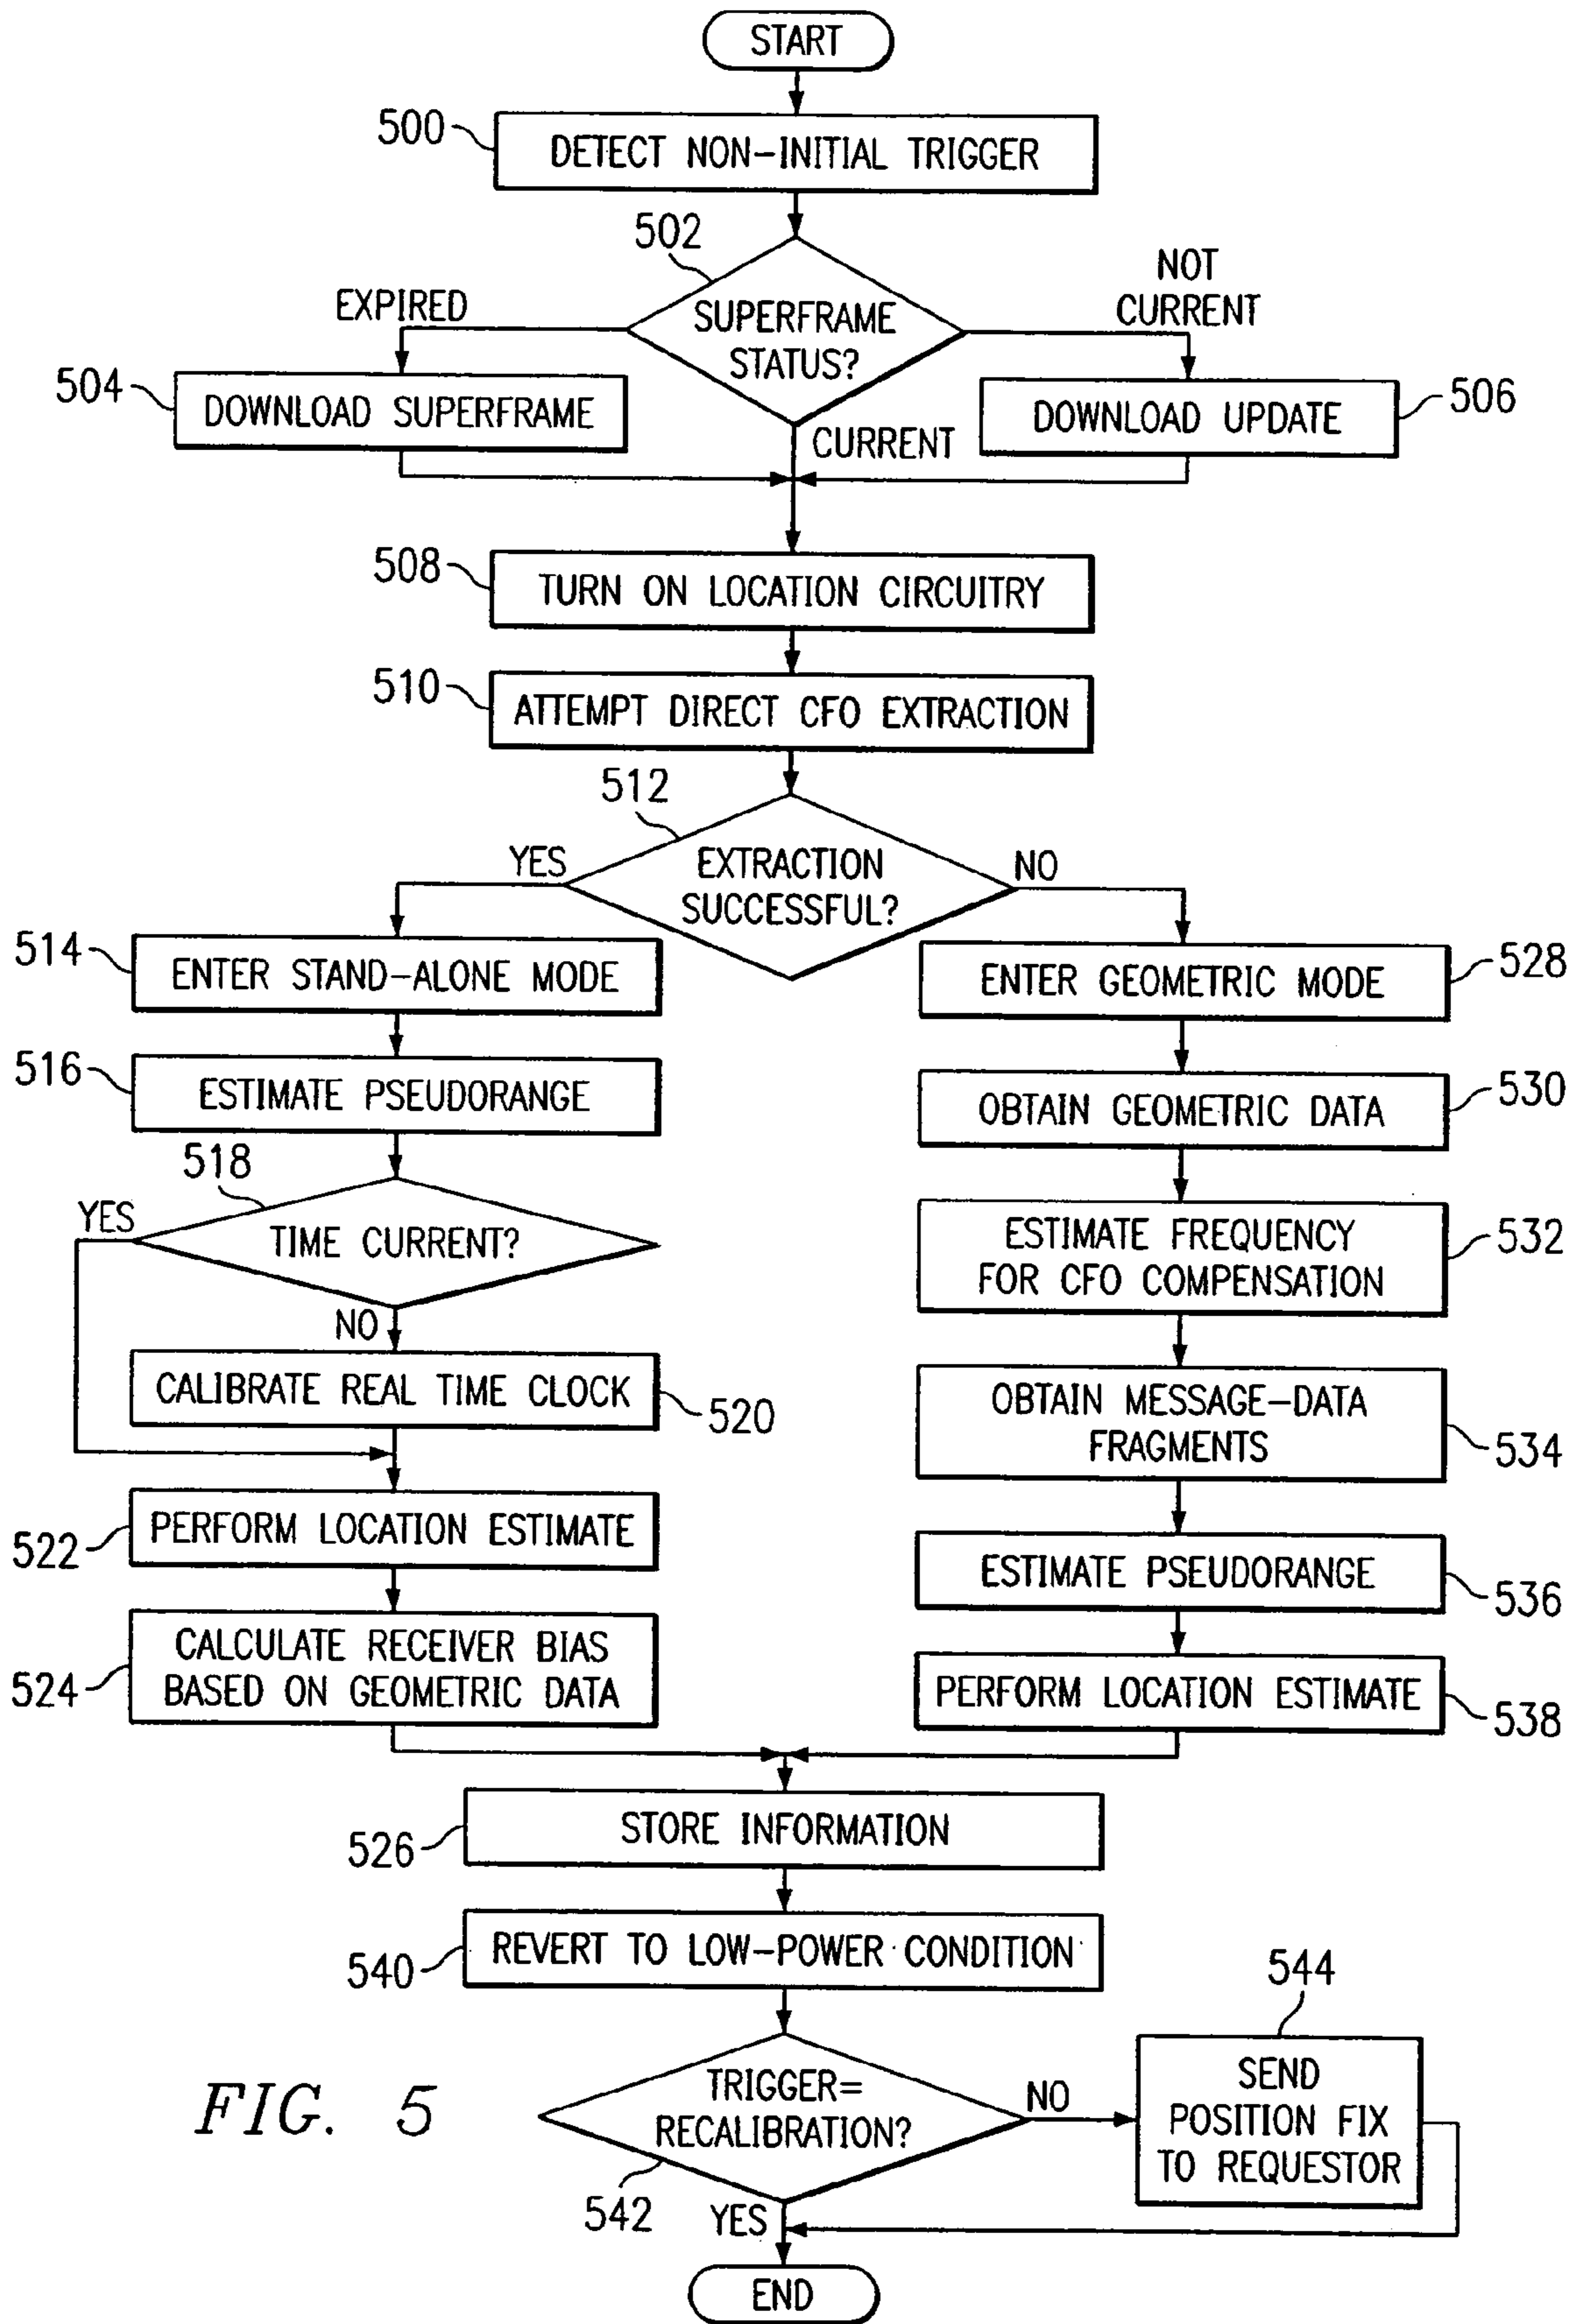 START
500
DETECT NON-INITIAL TRIGGER
502
SUPERFRAME
STATUS?
EXPIRED
NOT
CURRENT
504
DOWNLOAD SUPERFRAME
CURRENT
DOWNLOAD UPDATE
506
508
TURN ON LOCATION CIRCUITRY
510
ATTEMPT DIRECT CFO EXTRACTION
512
YES
EXTRACTION
SUCCESSFUL?
NO
514
ENTER STAND-ALONE MODE
ENTER GEOMETRIC MODE
528
516
ESTIMATE PSEUDORANGE
OBTAIN GEOMETRIC DATA
530
518
YES
TIME CURRENT?
NO
ESTIMATE FREQUENCY
FOR CFO COMPENSATION
532
CALIBRATE REAL TIME CLOCK
520
OBTAIN MESSAGE-DATA
FRAGMENTS
534
522
PERFORM LOCATION ESTIMATE
ESTIMATE PSEUDORANGE
536
524
CALCULATE RECEIVER BIAS
BASED ON GEOMETRIC DATA
PERFORM LOCATION ESTIMATE
538
526
STORE INFORMATION
540
REVERT TO LOW-POWER CONDITION
544
SEND
POSITION FIX
TO REQUESTOR
TRIGGER=
RECALIBRATION?
NO
542
YES
END
FIG. 5